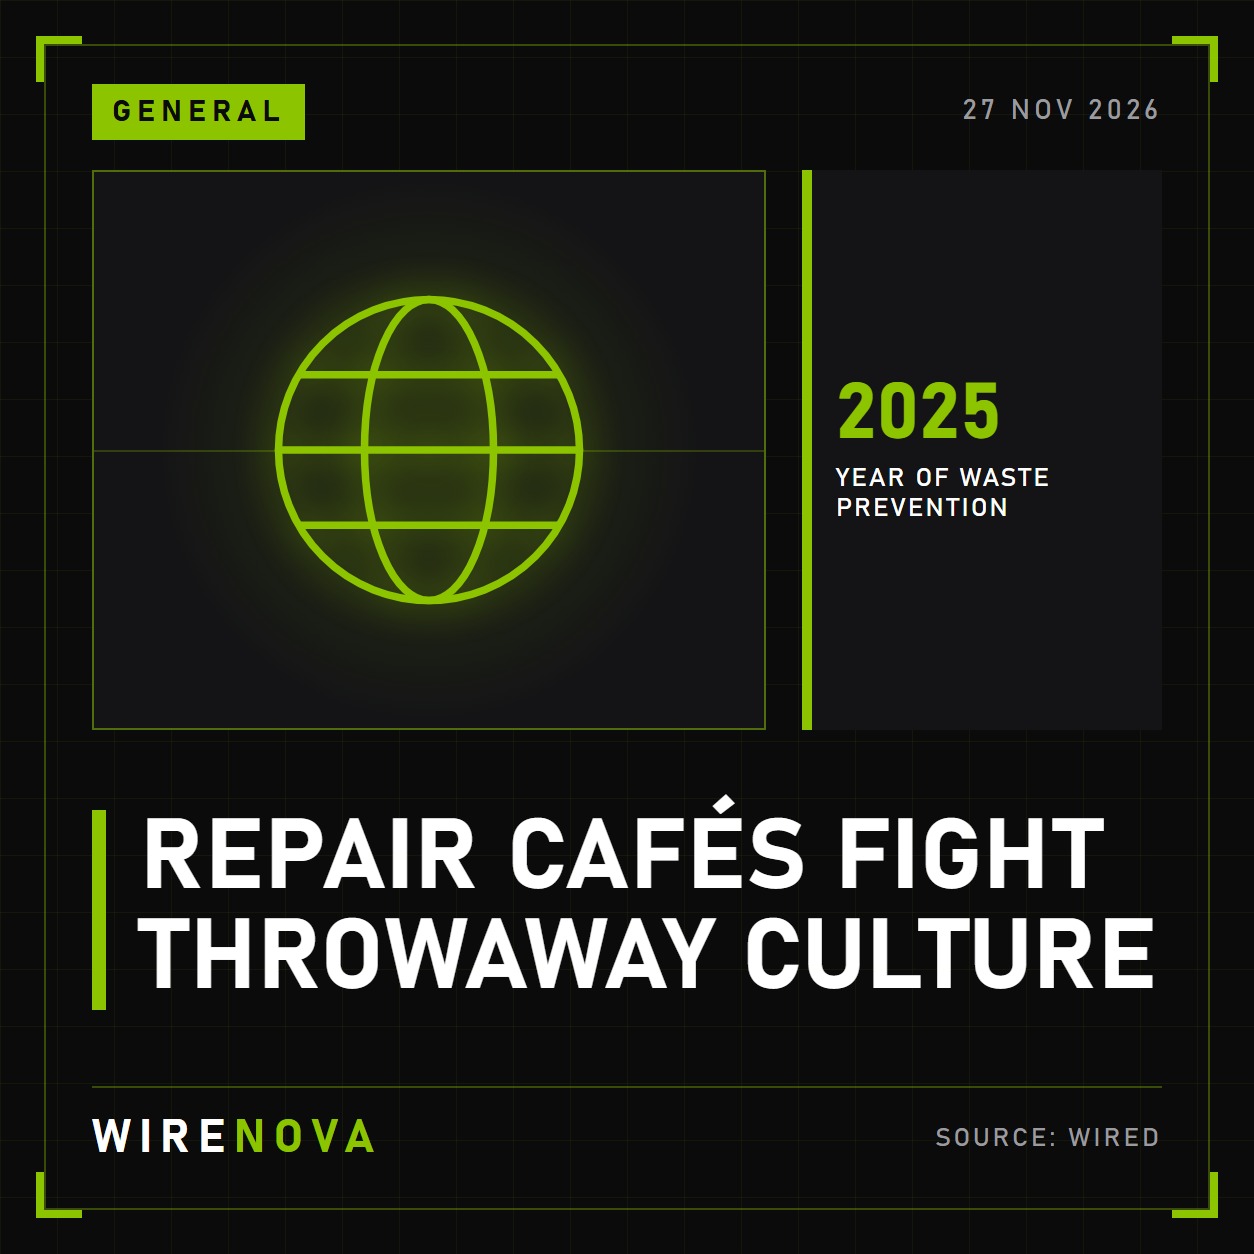 GENERAL
27 NOV 2026
2025
YEAR OF WASTE
PREVENTION
REPAIR CAFÉS FIGHT
THROWAWAY CULTURE
WIRENOVA
SOURCE: WIRED